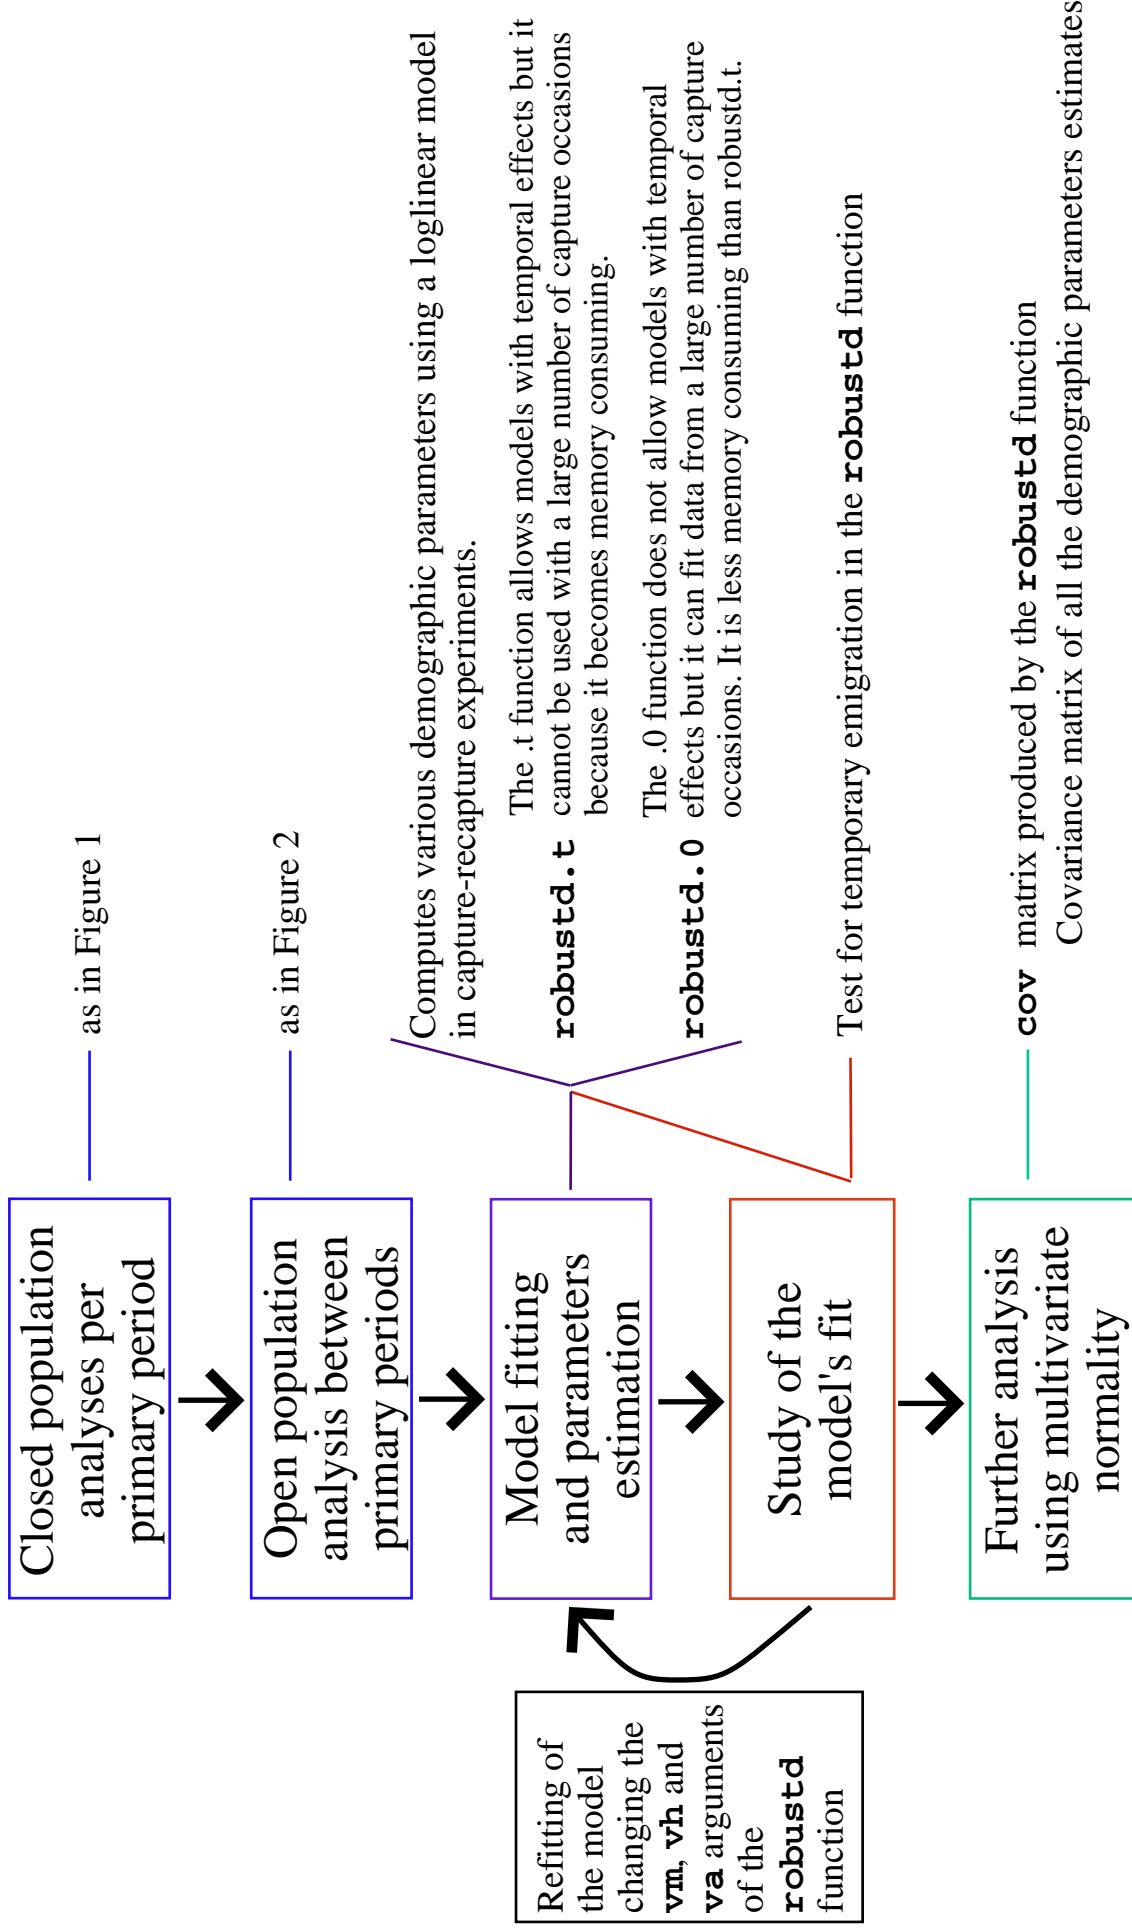 Closed population
analyses per
primary period
as in Figure 1
Open population
analysis between
primary periods
as in Figure 2
Model fitting
and parameters
estimation
Computes various demographic parameters using a loglinear model
in capture-recapture experiments.
robustd.t
The .t function allows models with temporal effects but it
cannot be used with a large number of capture occasions
because it becomes memory consuming.
robustd.0
The .0 function does not allow models with temporal
effects but it can fit data from a large number of capture
occasions. It is less memory consuming than robustd.t.
Refitting of
the model
changing the
vm, vh and
va arguments
of the
robustd
function
Study of the
model's fit
Test for temporary emigration in the robustd function
Further analysis
using multivariate
normality
cov matrix produced by the robustd function
Covariance matrix of all the demographic parameters estimates